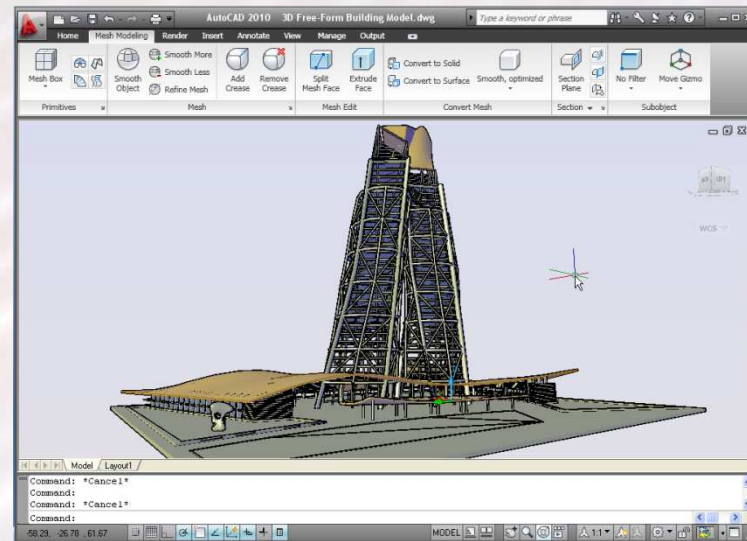 AutoCAD 2010 3D Free-Form Building Model.dwg Type a keyword or phrase
Home Mesh Modeling Render Insert Annotate View Manage Output
Mesh Box
Smooth Object
Smooth More
Smooth Less
Refine Mesh
Add Crease
Remove Crease
Split Mesh Face
Extrude Face
Convert to Solid
Convert to Surface
Smooth, optimized
Section Plane
No Filter
Move Gizmo
Primitives Mesh Mesh Edit Convert Mesh Section Subobject
WCS
Model Layout1
Command: *Cancel*
Command:
Command: *Cancel*
Command:
-58.29, -26.78 , 61.67 MODEL 1:1